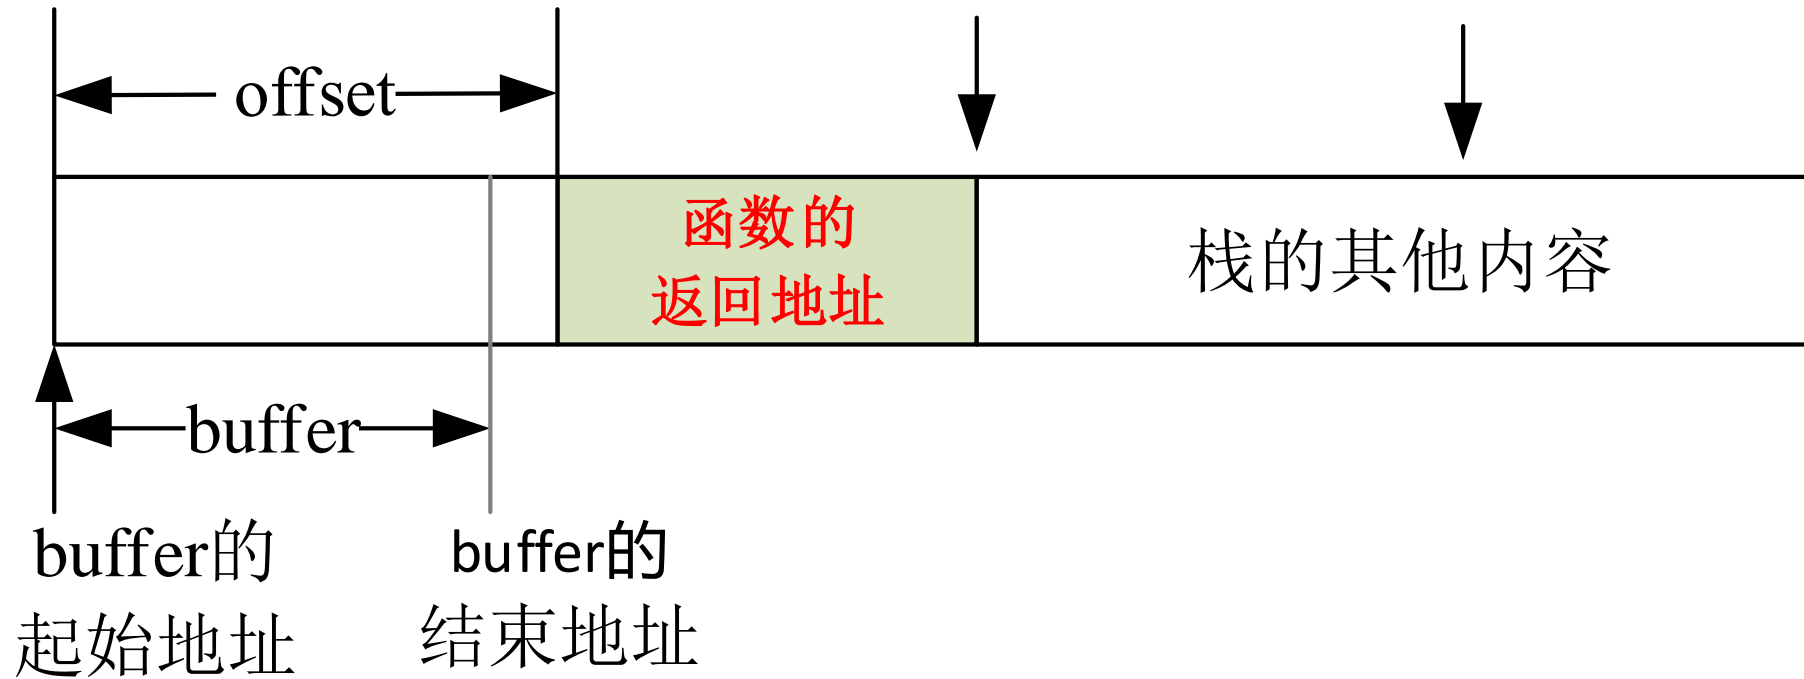 offset
函数的
返回地址
栈的其他内容
buffer
buffer的
起始地址
buffer的
结束地址